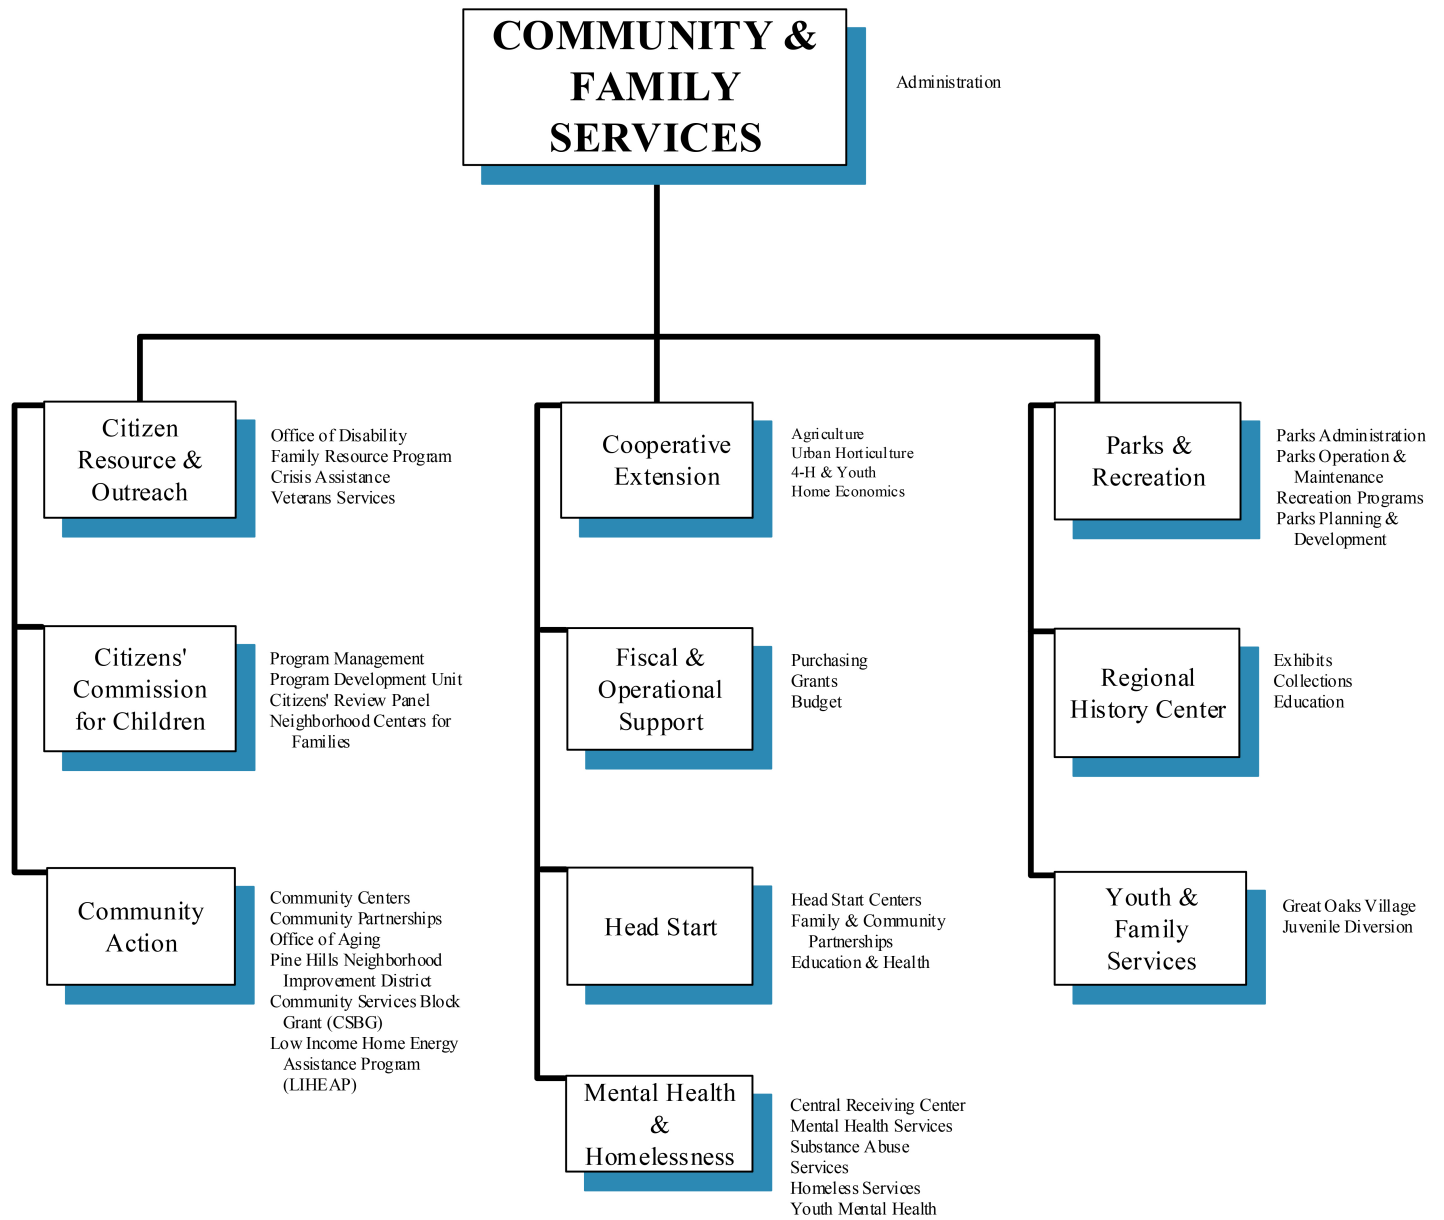 COMMUNITY &
FAMILY
SERVICES
Administration
Citizen
Resource &
Outreach
Office of Disability
Family Resource Program
Crisis Assistance
Veterans Services
Cooperative
Extension
Agriculture
Urban Horticulture
4-H & Youth
Home Economics
Parks &
Recreation
Parks Administration
Parks Operation &
Maintenance
Recreation Programs
Parks Planning &
Development
Citizens'
Commission
for Children
Program Management
Program Development Unit
Citizens' Review Panel
Neighborhood Centers for
Families
Fiscal &
Operational
Support
Purchasing
Grants
Budget
Regional
History Center
Exhibits
Collections
Education
Community
Action
Community Centers
Community Partnerships
Office of Aging
Pine Hills Neighborhood
Improvement District
Community Services Block
Grant (CSBG)
Low Income Home Energy
Assistance Program
(LIHEAP)
Head Start
Head Start Centers
Family & Community
Partnerships
Education & Health
Youth &
Family
Services
Great Oaks Village
Juvenile Diversion
Mental Health
&
Homelessness
Central Receiving Center
Mental Health Services
Substance Abuse
Services
Homeless Services
Youth Mental Health